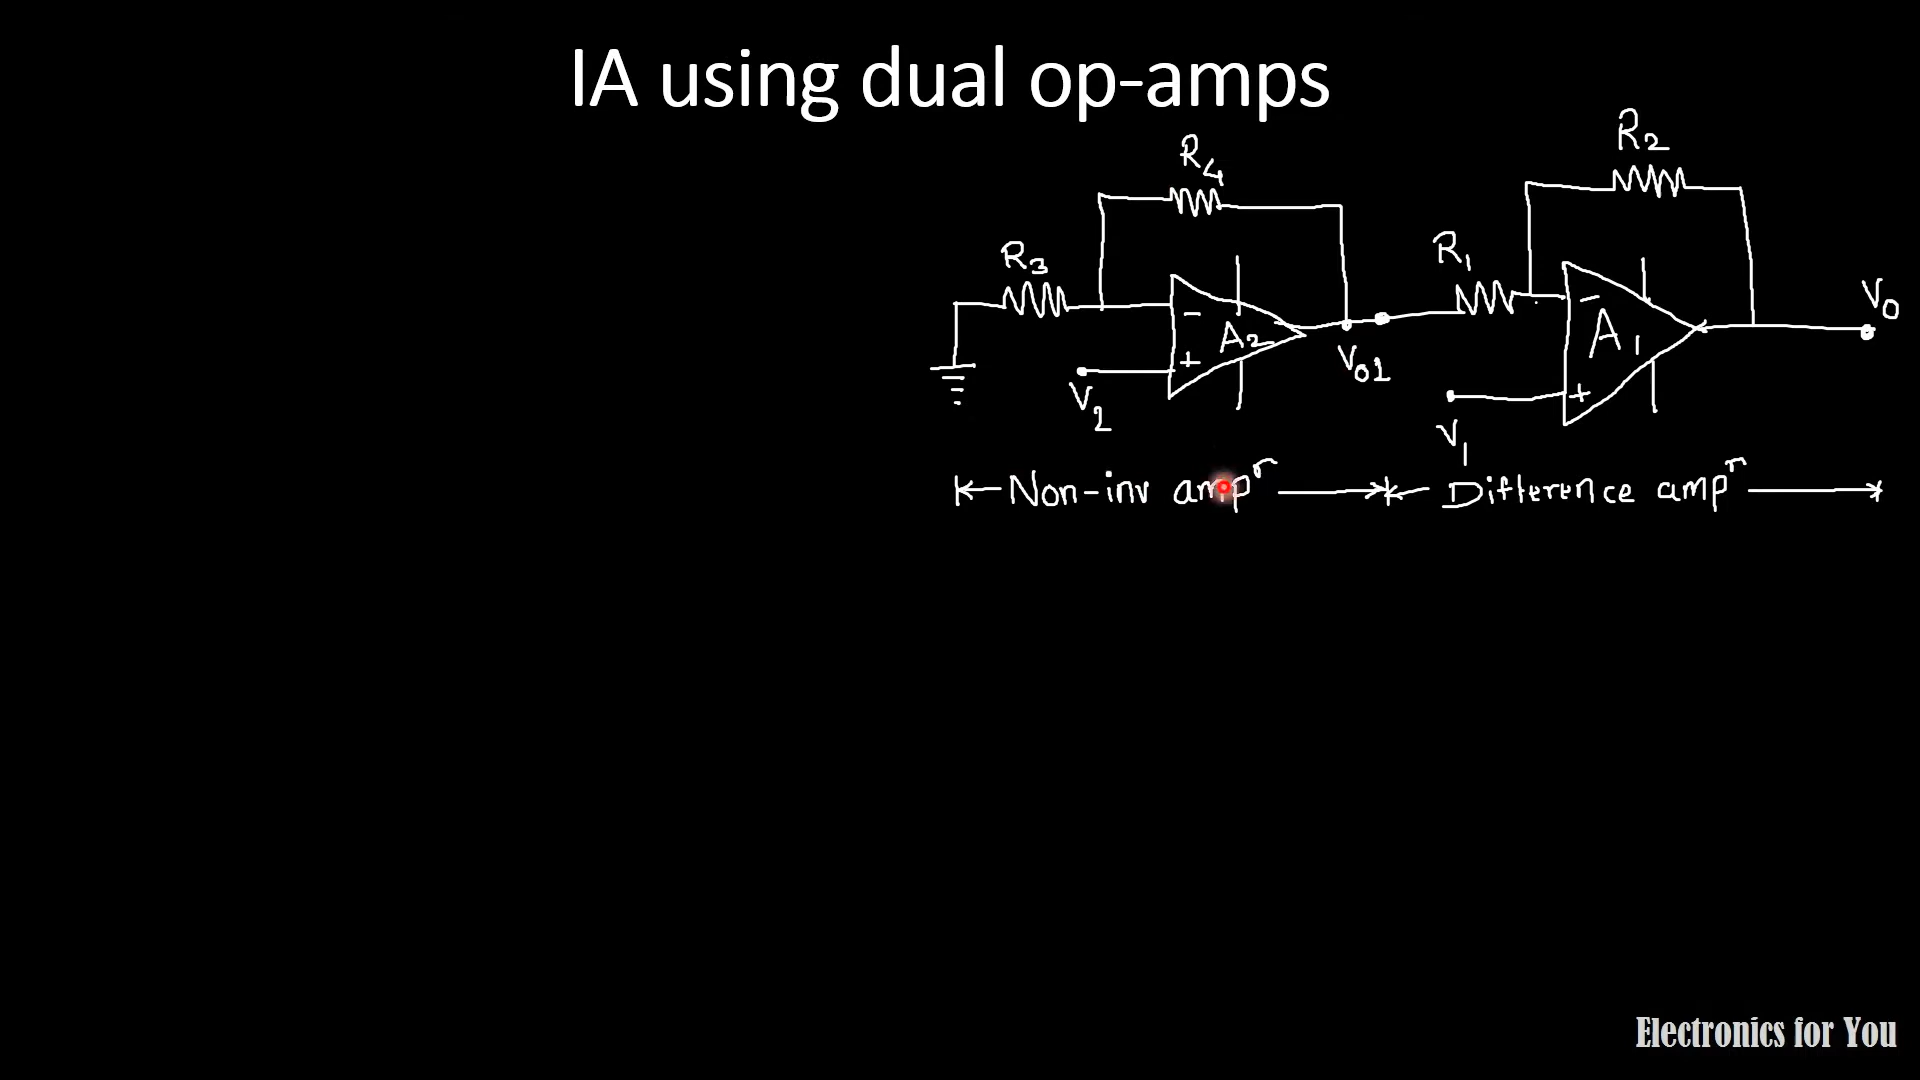 IA using dual op-amps
R4
R2
R3
R1
- A2 +
- A1 +
V0
V01
V2
V1
Non-inv ampr
Difference ampr
Electronics for You